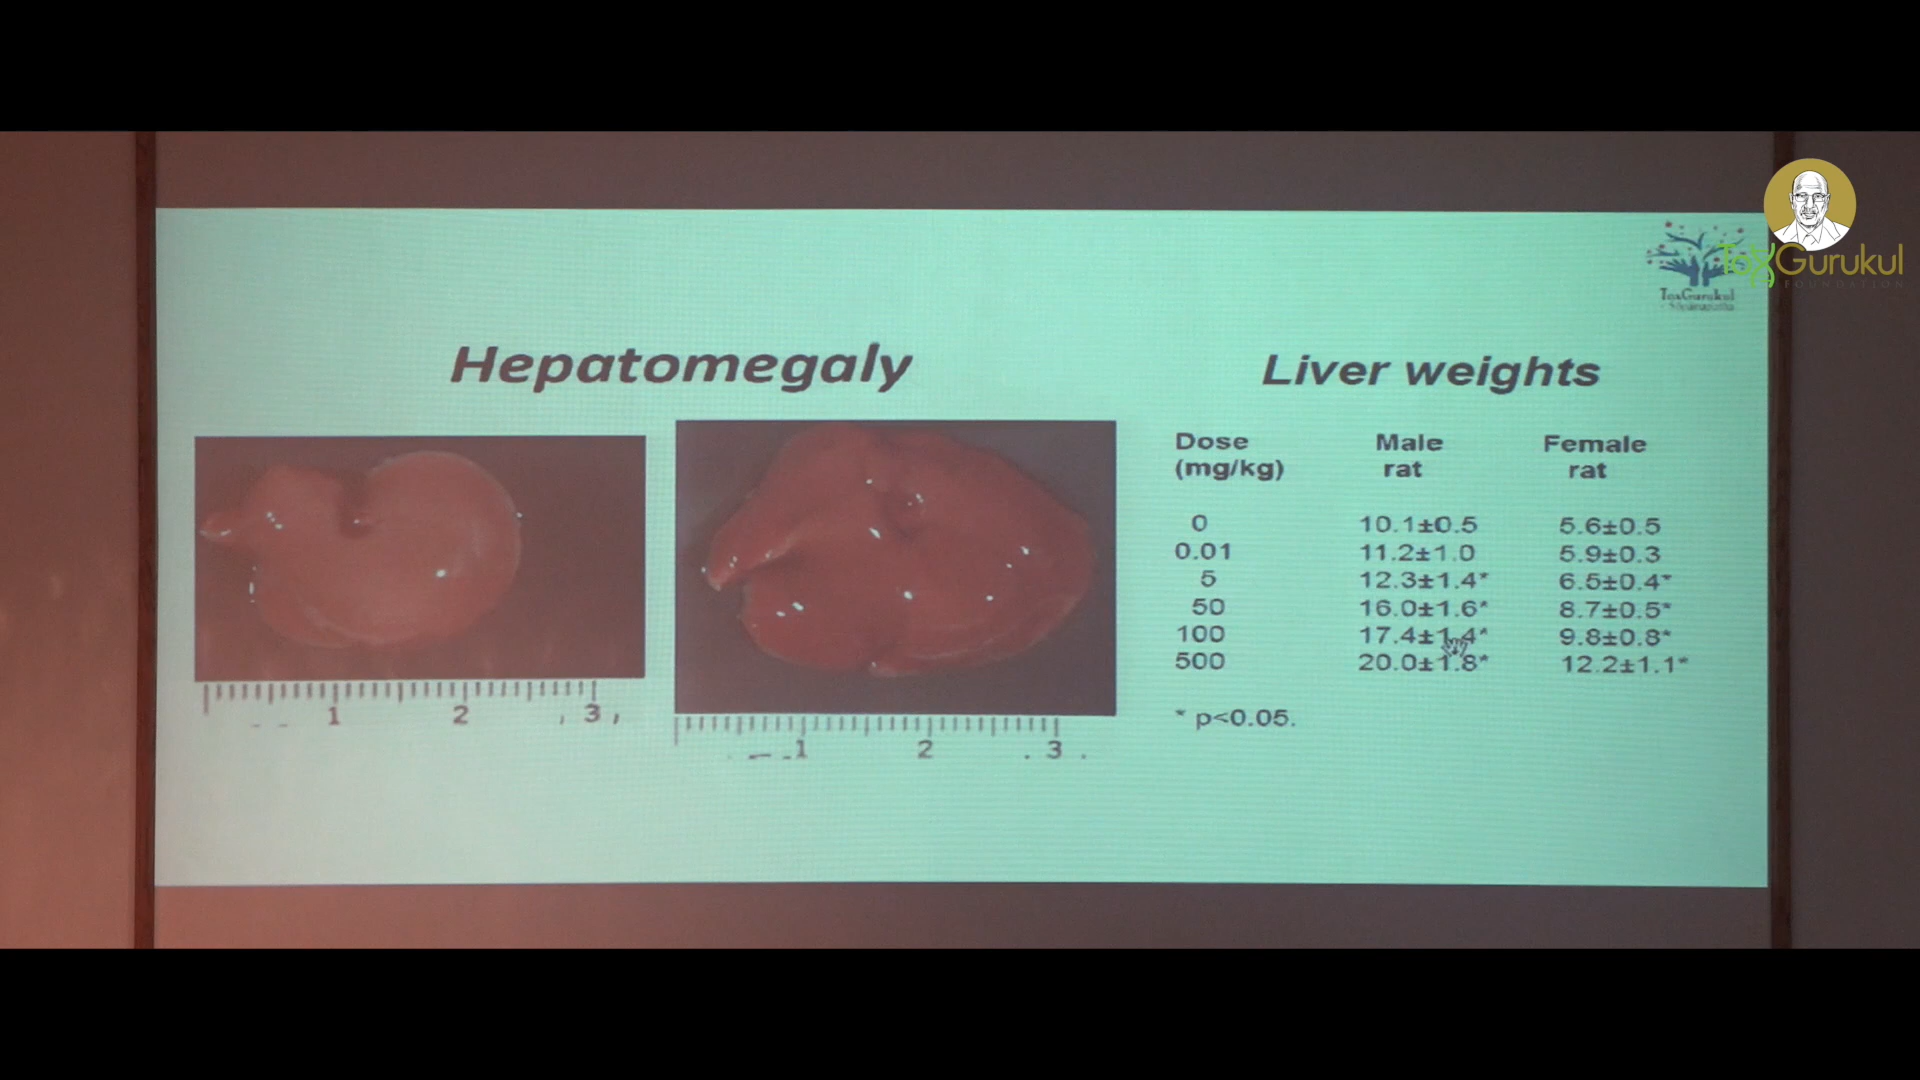 ToxGurukul
FOUNDATION
ToxGurukul
Hepatomegaly
Liver weights
Dose (mg/kg) Male rat Female rat
0 10.1±0.5 5.6±0.5
0.01 11.2±1.0 5.9±0.3
5 12.3±1.4* 6.5±0.4*
50 16.0±1.6* 8.7±0.5*
100 17.4±1.4* 9.8±0.8*
500 20.0±1.8* 12.2±1.1*
* p<0.05.
1 2 3
1 2 3